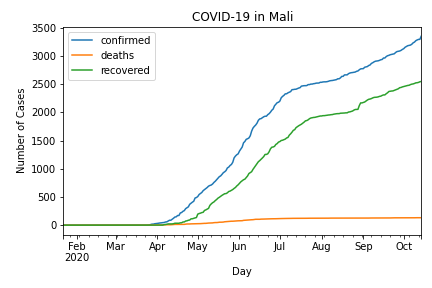 COVID-19 in Mali
3500
3000
2500
2000
1500
1000
500
0
Number of Cases
confirmed
deaths
recovered
Feb Mar Apr May Jun Jul Aug Sep Oct
2020
Day